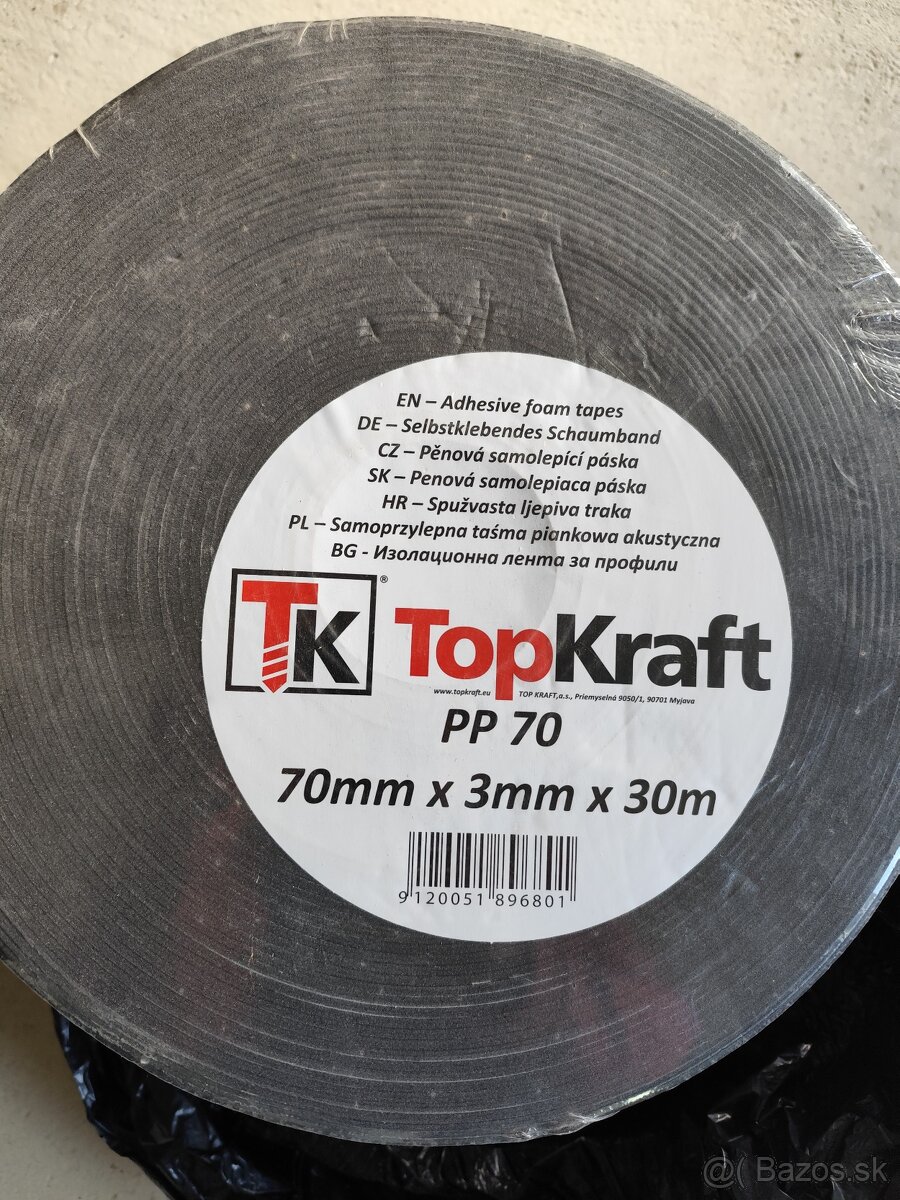 EN – Adhesive foam tapes
DE – Selbstklebendes Schaumband
CZ – Pěnová samolepící páska
SK – Penová samolepiaca páska
HR – Spužvasta ljepiva traka
PL – Samoprzylepna taśma piankowa akustyczna
BG - Изолационна лента за профили
TK ®
TopKraft
www.topkraft.eu TOP KRAFT,a.s., Priemyselná 9050/1, 90701 Myjava
PP 70
70mm x 3mm x 30m
9 120051 896801
@( Bazos.sk